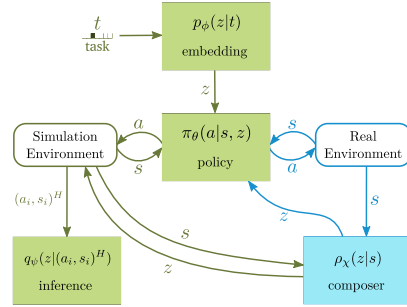 t
task
p_ϕ(z|t)
embedding
z
a
s
π_θ(a|s, z)
policy
s
a
Simulation
Environment
Real
Environment
(a_i, s_i)^H
s
z
z
s
q_ψ(z|(a_i, s_i)^H)
inference
ρ_χ(z|s)
composer